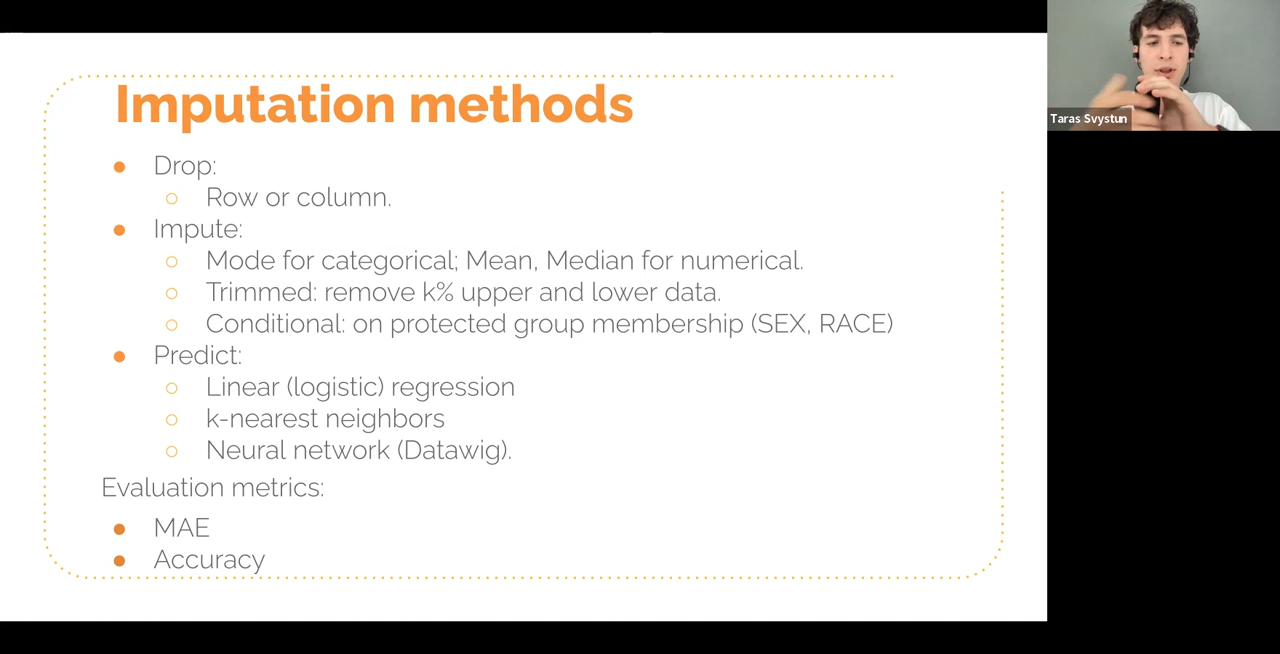 Imputation methods
Drop:
Row or column.
Impute:
Mode for categorical; Mean, Median for numerical.
Trimmed: remove k% upper and lower data.
Conditional: on protected group membership (SEX, RACE)
Predict:
Linear (logistic) regression
k-nearest neighbors
Neural network (Datawig).
Evaluation metrics:
MAE
Accuracy
Taras Svystun